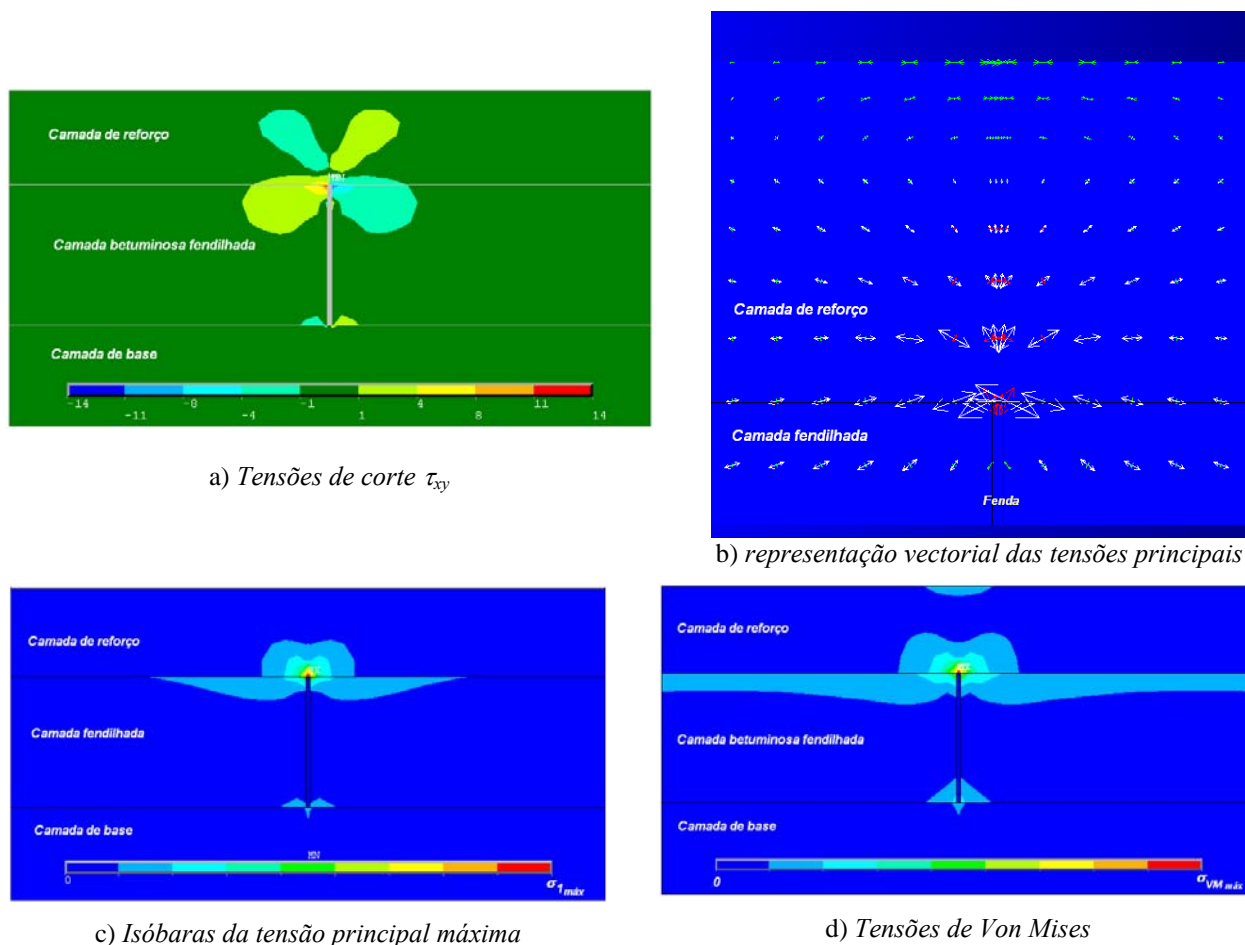 Camada de reforço
MN
Camada betuminosa fendilhada
Camada de base
-14 -8 -1 4 11
-11 -4 1 8 14
a) Tensões de corte τxy
Camada de reforço
Camada fendilhada
Fenda
b) representação vectorial das tensões principais
Camada de reforço
Camada fendilhada
Camada de base
MN
0
σ1máx
c) Isóbaras da tensão principal máxima
Camada de reforço
Camada betuminosa fendilhada
Camada de base
0
σVM máx
d) Tensões de Von Mises